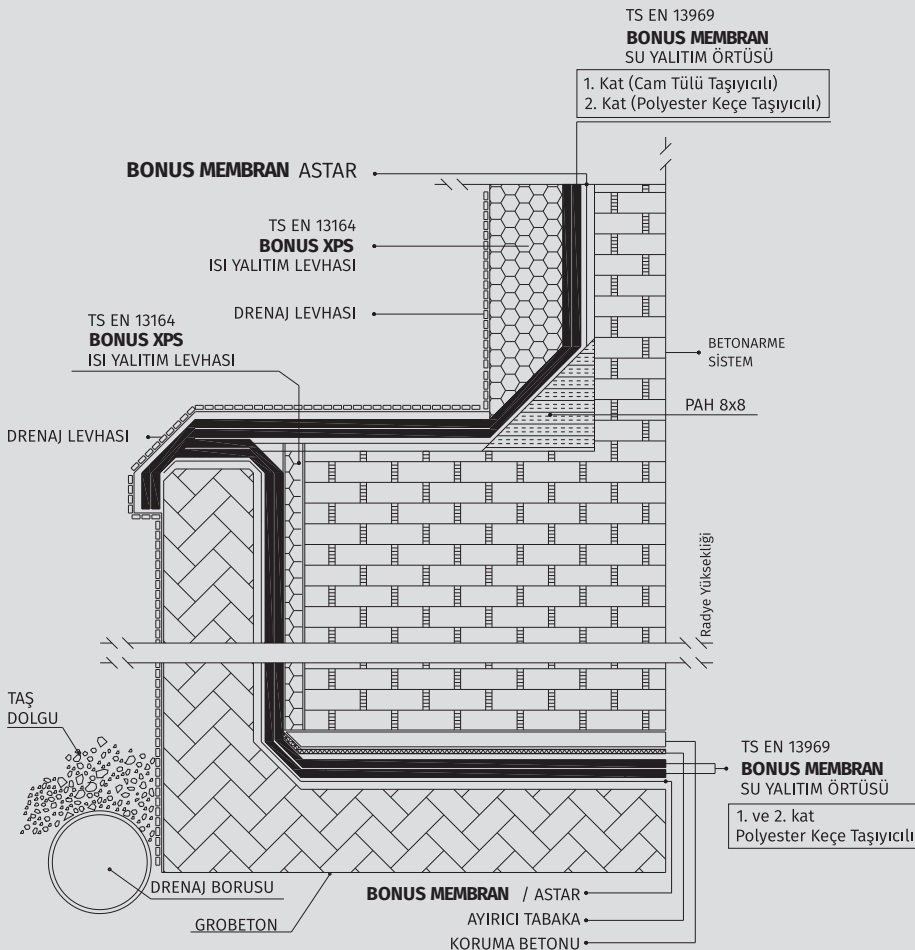 TS EN 13969
BONUS MEMBRAN
SU YALITIM ÖRTÜSÜ
1. Kat (Cam Tülü Taşıyıcılı)
2. Kat (Polyester Keçe Taşıyıcılı)
BONUS MEMBRAN ASTAR
TS EN 13164
BONUS XPS
ISI YALITIM LEVHASI
DRENAJ LEVHASI
TS EN 13164
BONUS XPS
ISI YALITIM LEVHASI
BETONARME
SİSTEM
PAH 8x8
DRENAJ LEVHASI
Radye Yüksekliği
TAŞ
DOLGU
TS EN 13969
BONUS MEMBRAN
SU YALITIM ÖRTÜSÜ
1. ve 2. kat
Polyester Keçe Taşıyıcılı
DRENAJ BORUSU
BONUS MEMBRAN / ASTAR
GROBETON
AYIRICI TABAKA
KORUMA BETONU